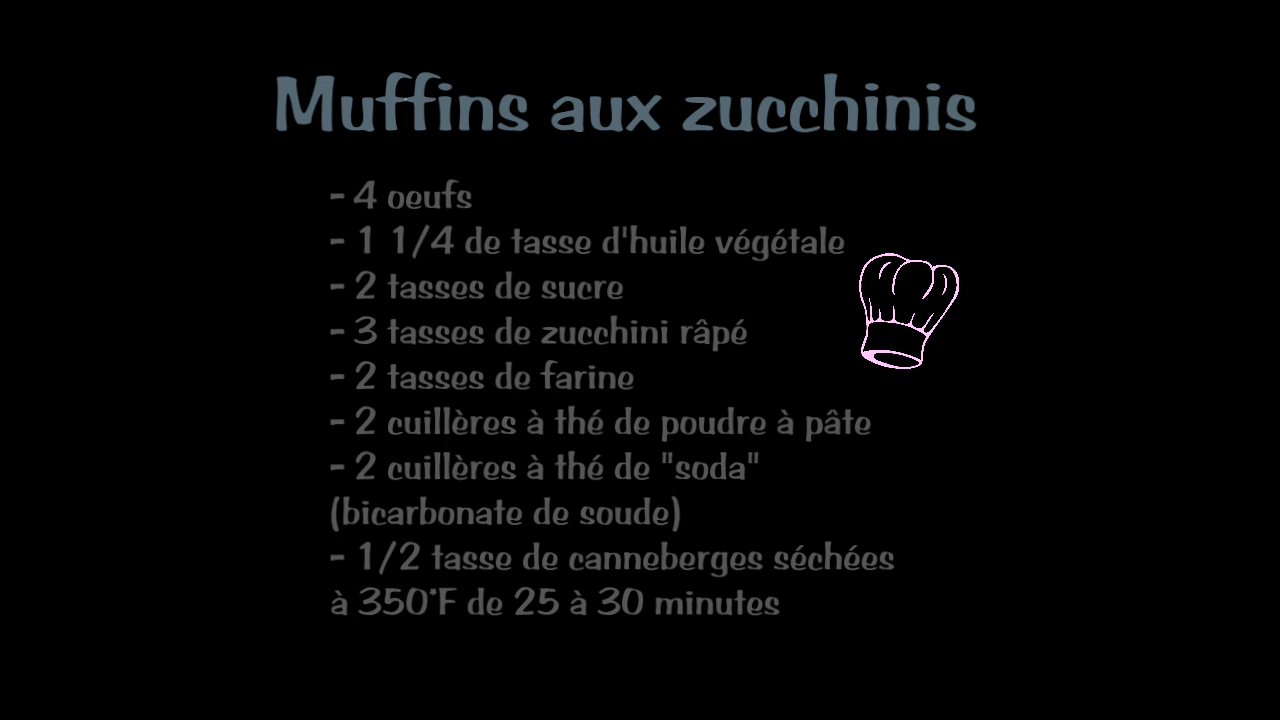 Muffins aux zucchinis
- 4 oeufs
- 1 1/4 de tasse d'huile végétale
- 2 tasses de sucre
- 3 tasses de zucchini râpé
- 2 tasses de farine
- 2 cuillères à thé de poudre à pâte
- 2 cuillères à thé de "soda"
(bicarbonate de soude)
- 1/2 tasse de canneberges séchées
à 350°F de 25 à 30 minutes